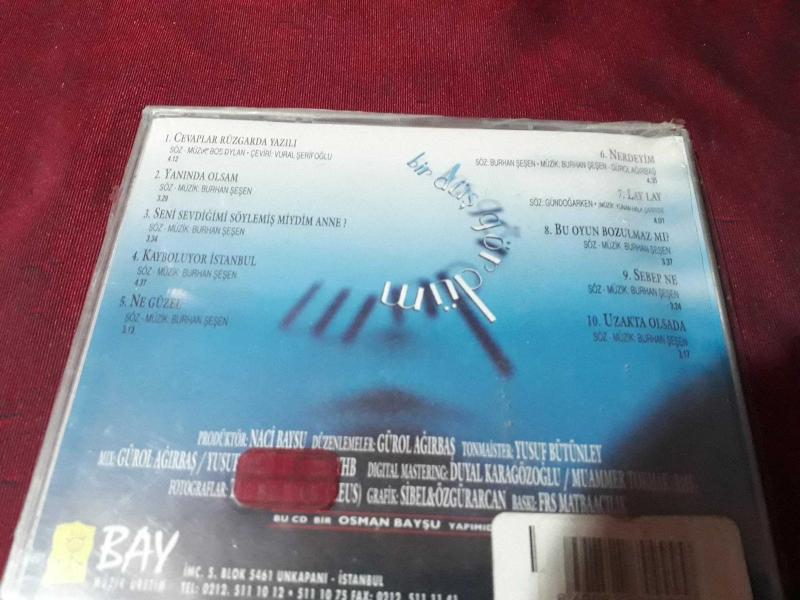 1. CEVAPLAR RÜZGARDA YAZILI
SÖZ - MÜZİK: BOB DYLAN • ÇEVİRİ: VURAL ŞERİFOĞLU
4.12
2. YANINDA OLSAM
SÖZ - MÜZİK: BURHAN ŞEŞEN
3.29
3. SENİ SEVDİĞİMİ SÖYLEMİŞ MİYDİM ANNE ?
SÖZ - MÜZİK: BURHAN ŞEŞEN
3.34
4. KAYBOLUYOR İSTANBUL
SÖZ - MÜZİK: BURHAN ŞEŞEN
4.37
5. NE GÜZEL
SÖZ - MÜZİK: BURHAN ŞEŞEN
3.13
bir düş gördüm
6. NERDEYİM
SÖZ: BURHAN ŞEŞEN • MÜZİK: BURHAN ŞEŞEN - GÜROL AĞIRBAŞ
4.35
7. LAY LAY
SÖZ: GÜNDOĞARKEN • MÜZİK:
4.01
8. BU OYUN BOZULMAZ MI?
SÖZ - MÜZİK: BURHAN ŞEŞEN
3.37
9. SEBEP NE
SÖZ - MÜZİK: BURHAN ŞEŞEN
3.24
10. UZAKTA OLSADA
SÖZ - MÜZİK: BURHAN ŞEŞEN
3.17
PRODÜKTÖR: NACİ BAYSU DÜZENLEMELER: GÜROL AĞIRBAŞ TONMAISTER: YUSUF BÜTÜNLEY
MIX: GÜROL AĞIRBAŞ / YUSUF DIGITAL MASTERING: DUYAL KARAGÖZOĞLU / MUAMMER
FOTOGRAFLAR: GRAFİK: SİBEL&ÖZGÜRARCAN BASKI: FRS MATBAACILIK
BU CD BİR OSMAN BAYŞU YAPIMIDIR
BAY
MÜZİK ÜRETİM
İMC. 5. BLOK 5461 UNKAPANI - İSTANBUL
TEL: 0212. 511 10 12 • 511 10 75 FAX: 0212. 511 11 41